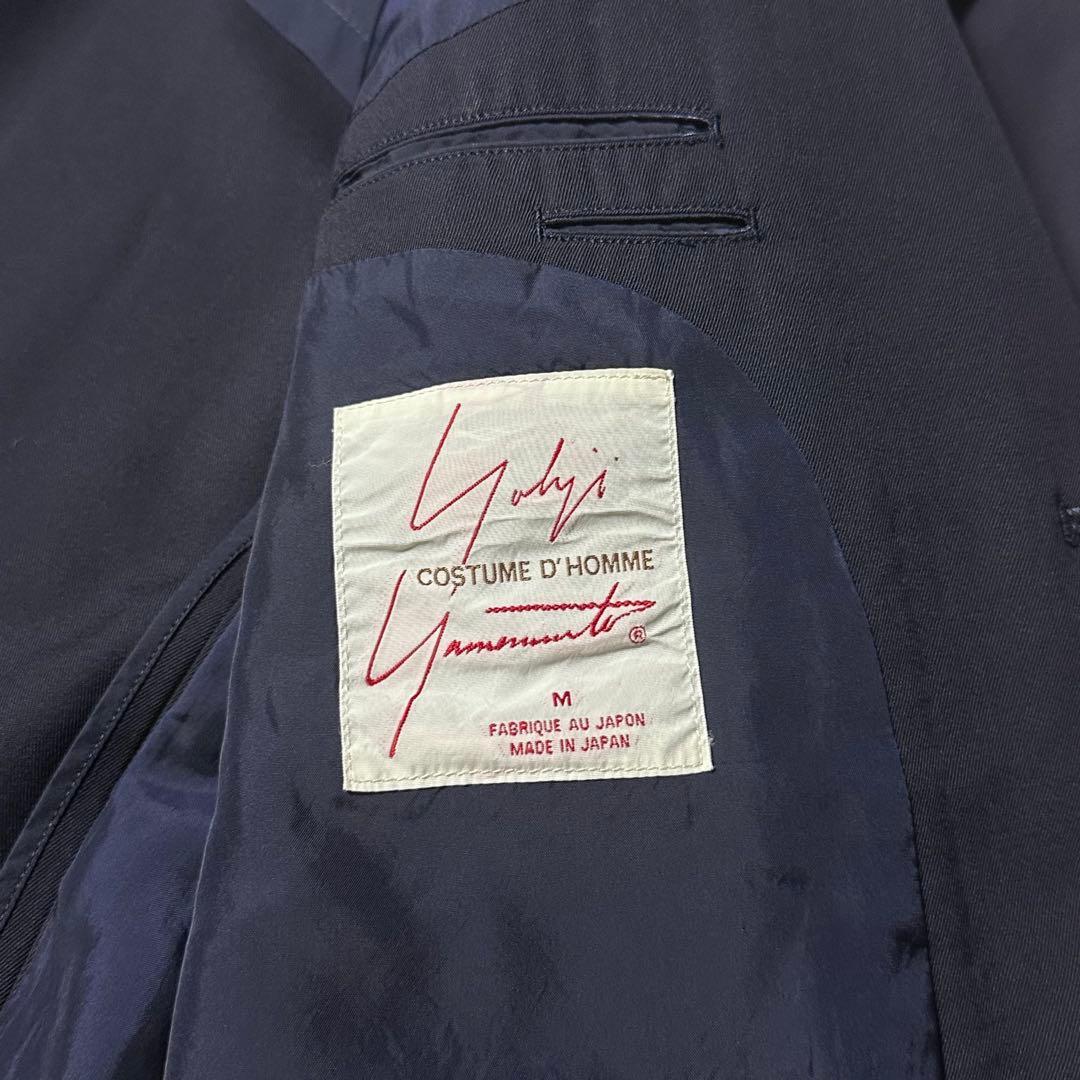 Yohji
COSTUME D'HOMME
Yamamoto®
M
FABRIQUE AU JAPON
MADE IN JAPAN